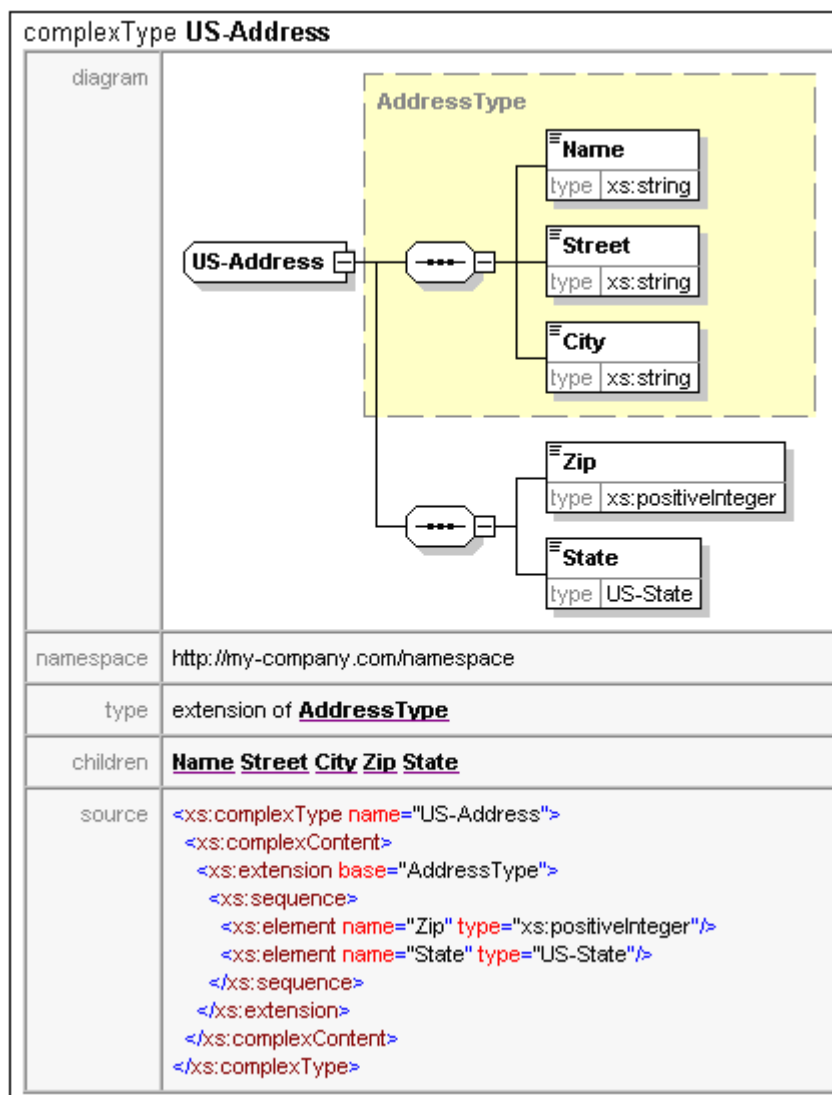 complexType US-Address
diagram
AddressType
Name
type xs:string
US-Address
Street
type xs:string
City
type xs:string
Zip
type xs:positiveInteger
State
type US-State
namespace http://my-company.com/namespace
type extension of AddressType
children Name Street City Zip State
source <xs:complexType name="US-Address">
<xs:complexContent>
<xs:extension base="AddressType">
<xs:sequence>
<xs:element name="Zip" type="xs:positiveInteger"/>
<xs:element name="State" type="US-State"/>
</xs:sequence>
</xs:extension>
</xs:complexContent>
</xs:complexType>